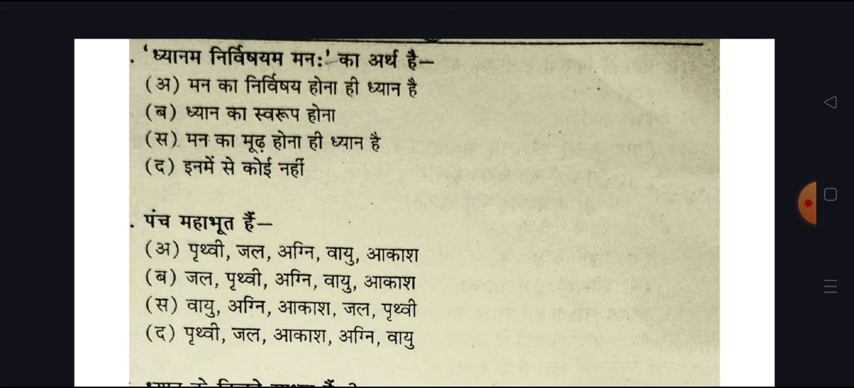 . 'ध्यानम निर्विषयम मन:' का अर्थ है—
(अ) मन का निर्विषय होना ही ध्यान है
(ब) ध्यान का स्वरूप होना
(स) मन का मूढ़ होना ही ध्यान है
(द) इनमें से कोई नहीं
. पंच महाभूत हैं—
(अ) पृथ्वी, जल, अग्नि, वायु, आकाश
(ब) जल, पृथ्वी, अग्नि, वायु, आकाश
(स) वायु, अग्नि, आकाश, जल, पृथ्वी
(द) पृथ्वी, जल, आकाश, अग्नि, वायु